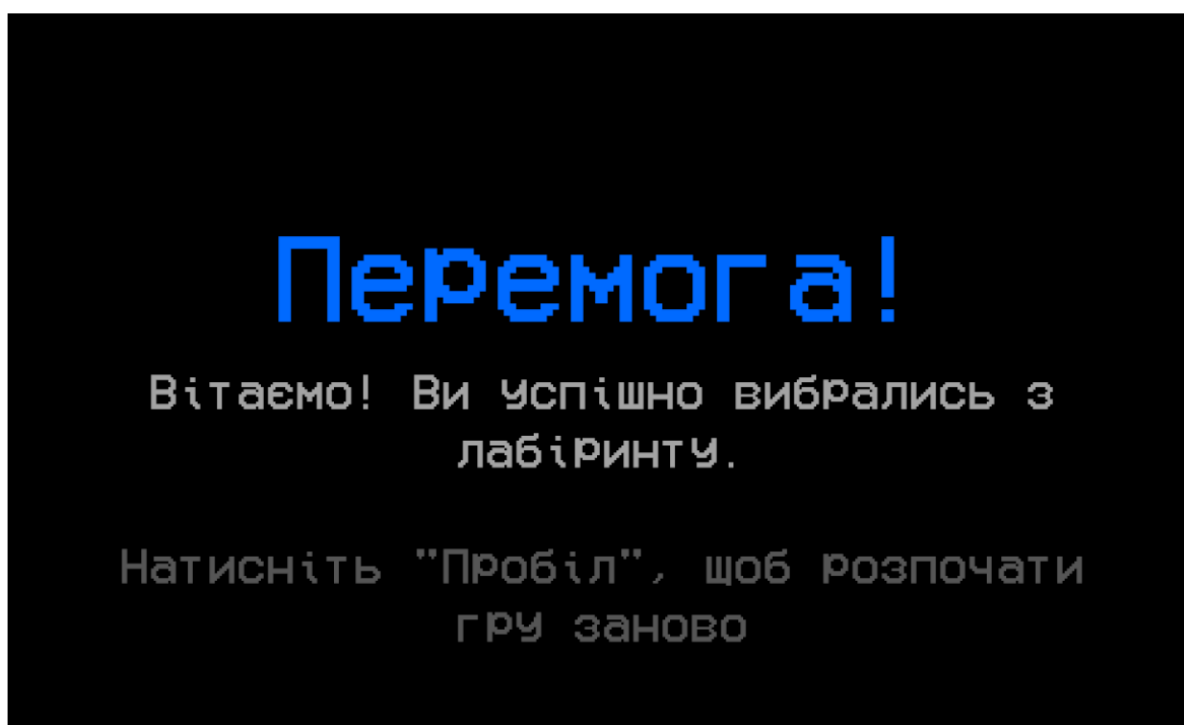 Перемога!
Вітаємо! Ви успішно вибрались з
лабіринту.
Натисніть "Пробіл", щоб розпочати
гру заново